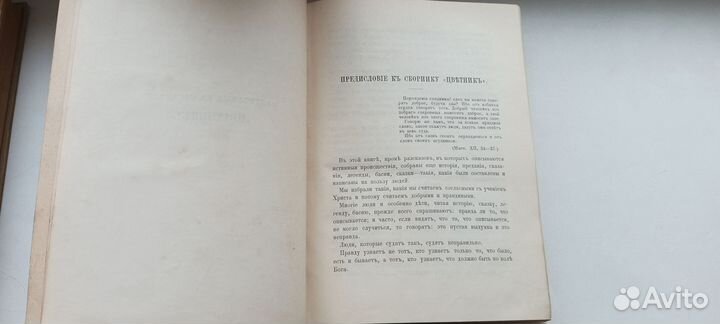 ПРЕДИСЛОВІЕ КЪ СБОРНИКУ «ЦВѢТНИКЪ».
Порожденія ехиднины! какъ вы можете гово-
рить доброе, будучи злы? Ибо отъ избытка
сердца говорятъ уста. Добрый человѣкъ изъ
добраго сокровища выноситъ доброе, а злой
человѣкъ изъ злого сокровища выноситъ злое.
Говорю же вамъ, что за всякое праздное
слово, какое скажутъ люди, дадутъ они отвѣтъ
въ день суда.
Ибо отъ словъ своихъ оправдаешься и отъ
словъ своихъ осудишься.
(Матѳ. XII, 34—37.)
Въ этой книгѣ, кромѣ разсказовъ, въ которыхъ описываются
истинныя происшествія, собраны еще исторіи, преданія, сказа-
нія, легенды, басни, сказки—такія, какія были составлены и
написаны на пользу людей.
Мы избрали такія, какія мы считаемъ согласными съ ученіемъ
Христа и потому считаемъ добрыми и правдивыми.
Многіе люди и особенно дѣти, читая исторію, сказку, ле-
генду, басню, прежде всего спрашиваютъ: правда ли то, что
описывается; и часто, если видятъ, что то, что описывается,
не могло случиться, то говорятъ: это пустая выдумка и это
неправда.
Люди, которые судятъ такъ, судятъ неправильно.
Правду узнаетъ не тотъ, кто узнаетъ только то, что было,
есть и бываетъ, а тотъ, кто узнаетъ, что должно быть по волѣ
Бога.
Avito